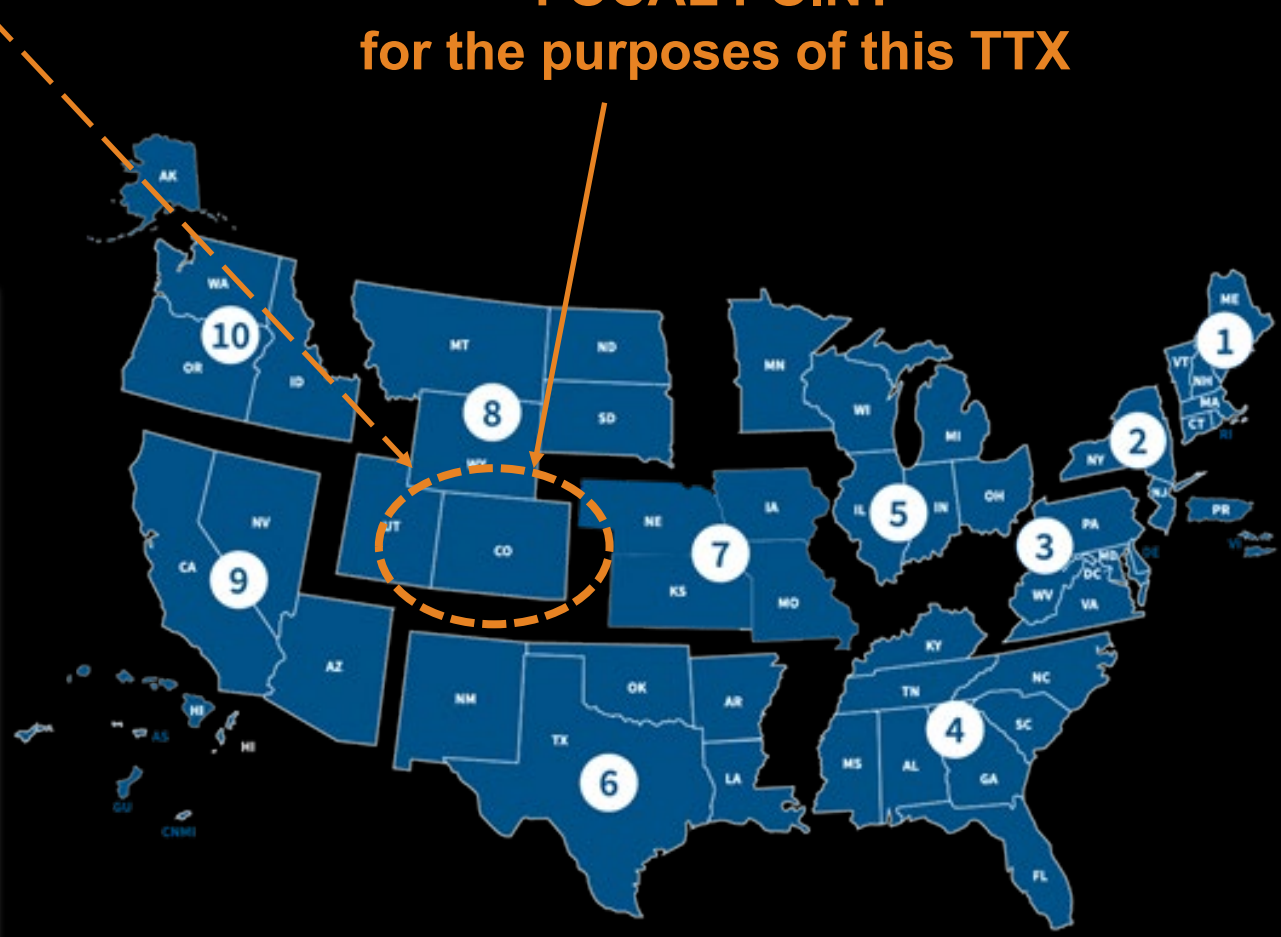 FOCAL POINT
for the purposes of this TTX
AK
WA
10
OR
ID
MT
ND
8
SD
WY
UT
CO
MN
WI
MI
5
IL
IN
OH
ME
1
VT
NH
MA
CT
RI
2
NY
NJ
PR
VI
3
PA
MD
DE
DC
WV
VA
NV
CA
9
AZ
NE
IA
7
KS
MO
KY
NC
TN
4
SC
MS
AL
GA
FL
NM
OK
AR
TX
6
LA
HI
AS
HI
GU
CNMI